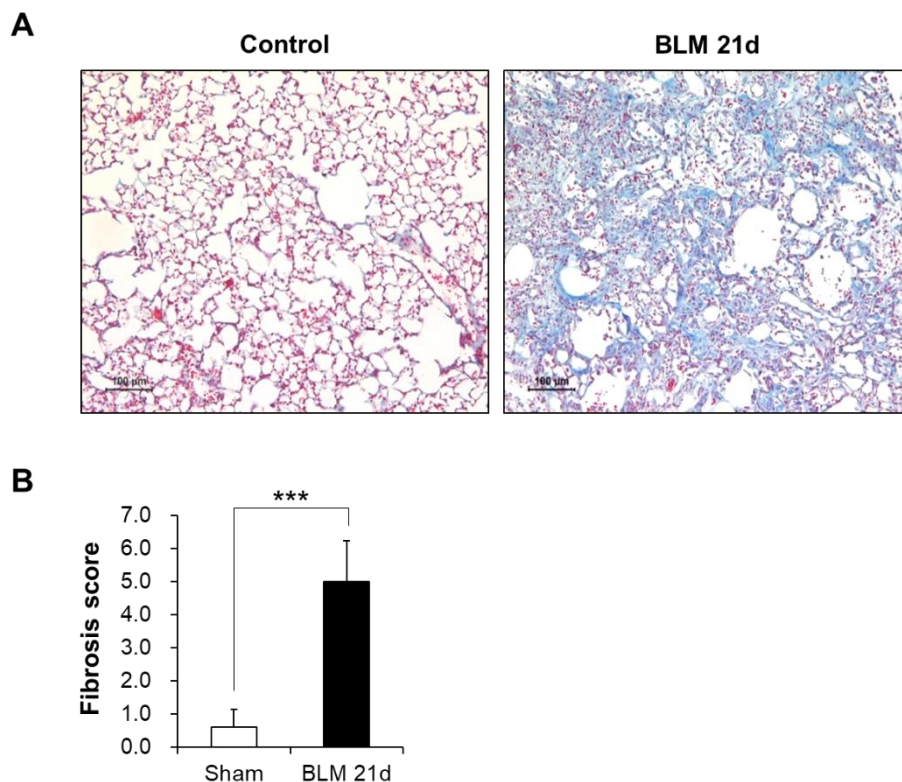 A
Control
BLM 21d
100 µm
100 µm
B
***
Fibrosis score
7.0
6.0
5.0
4.0
3.0
2.0
1.0
0.0
Sham
BLM 21d